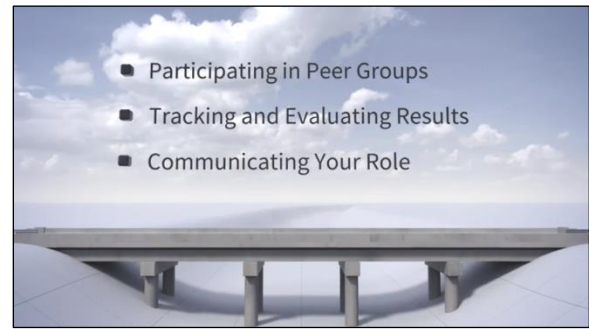 Participating in Peer Groups
Tracking and Evaluating Results
Communicating Your Role